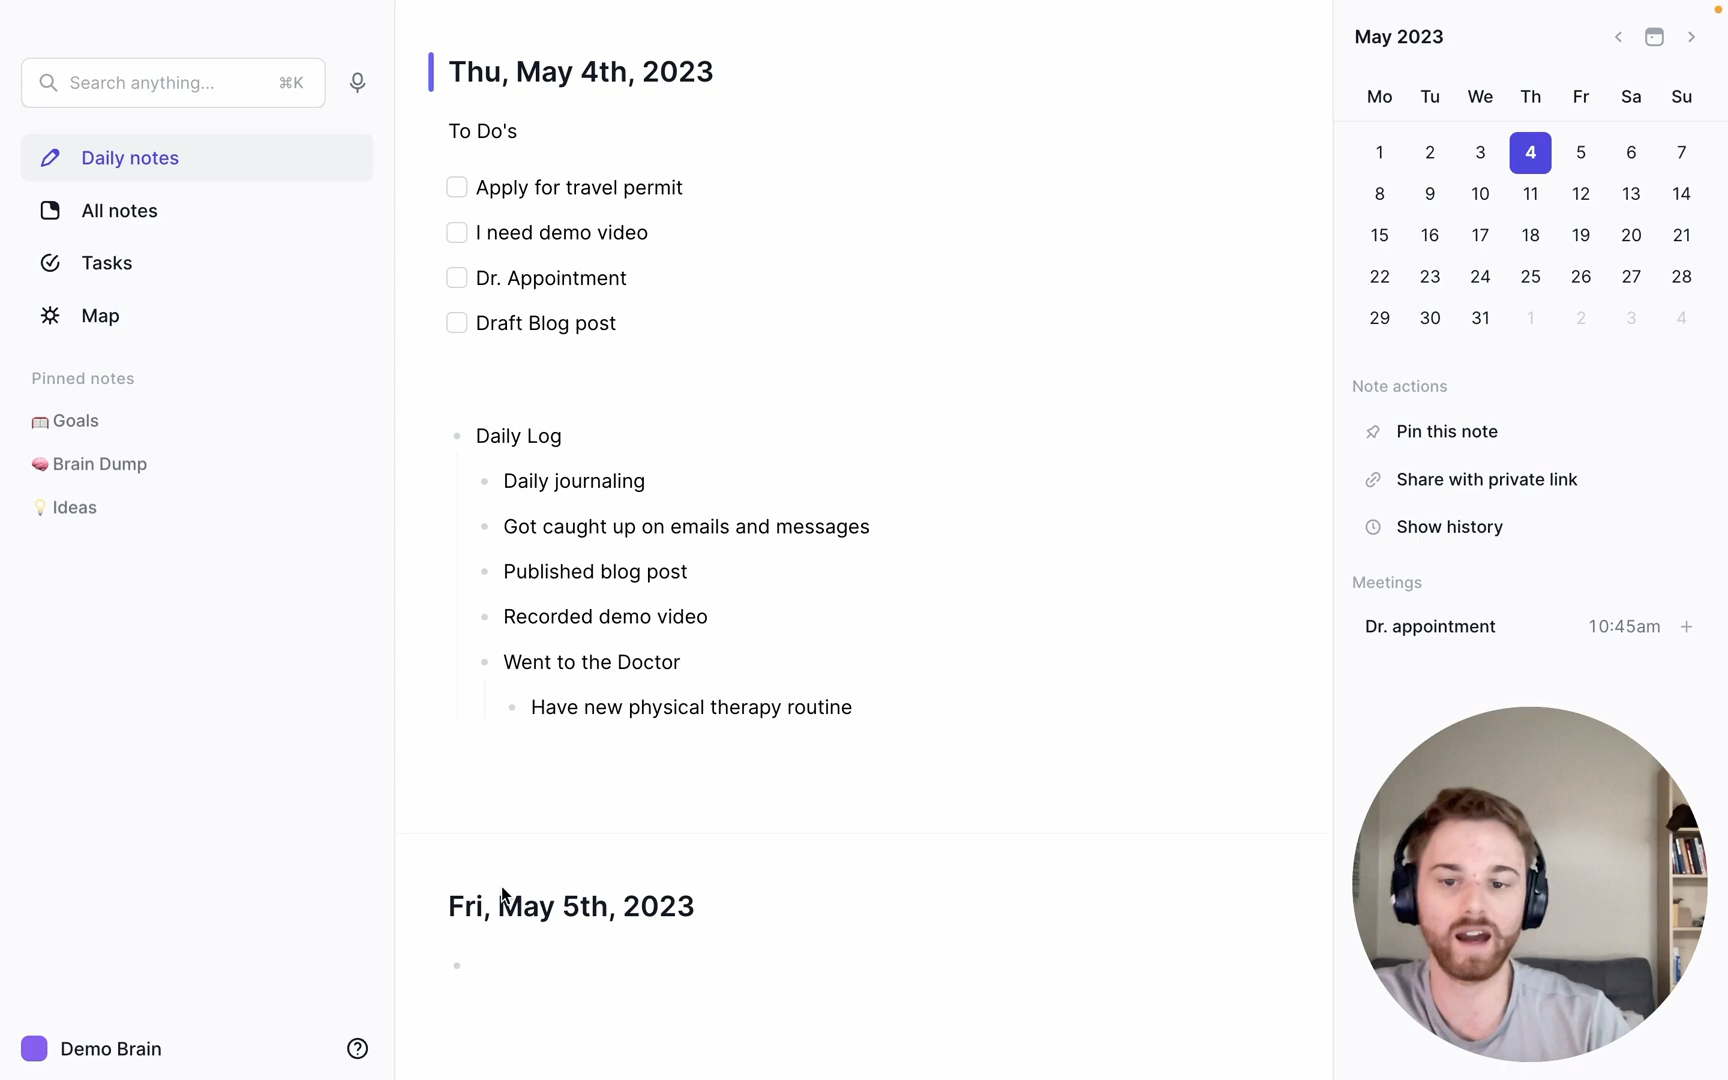 Search anything...
⌘K
Daily notes
All notes
Tasks
Map
Pinned notes
Goals
Brain Dump
Ideas
Demo Brain
Thu, May 4th, 2023
To Do's
Apply for travel permit
I need demo video
Dr. Appointment
Draft Blog post
Daily Log
Daily journaling
Got caught up on emails and messages
Published blog post
Recorded demo video
Went to the Doctor
Have new physical therapy routine
Fri, May 5th, 2023
May 2023
Mo Tu We Th Fr Sa Su
1 2 3 4 5 6 7
8 9 10 11 12 13 14
15 16 17 18 19 20 21
22 23 24 25 26 27 28
29 30 31 1 2 3 4
Note actions
Pin this note
Share with private link
Show history
Meetings
Dr. appointment 10:45am